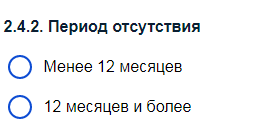 2.4.2. Период отсутствия
Менее 12 месяцев
12 месяцев и более